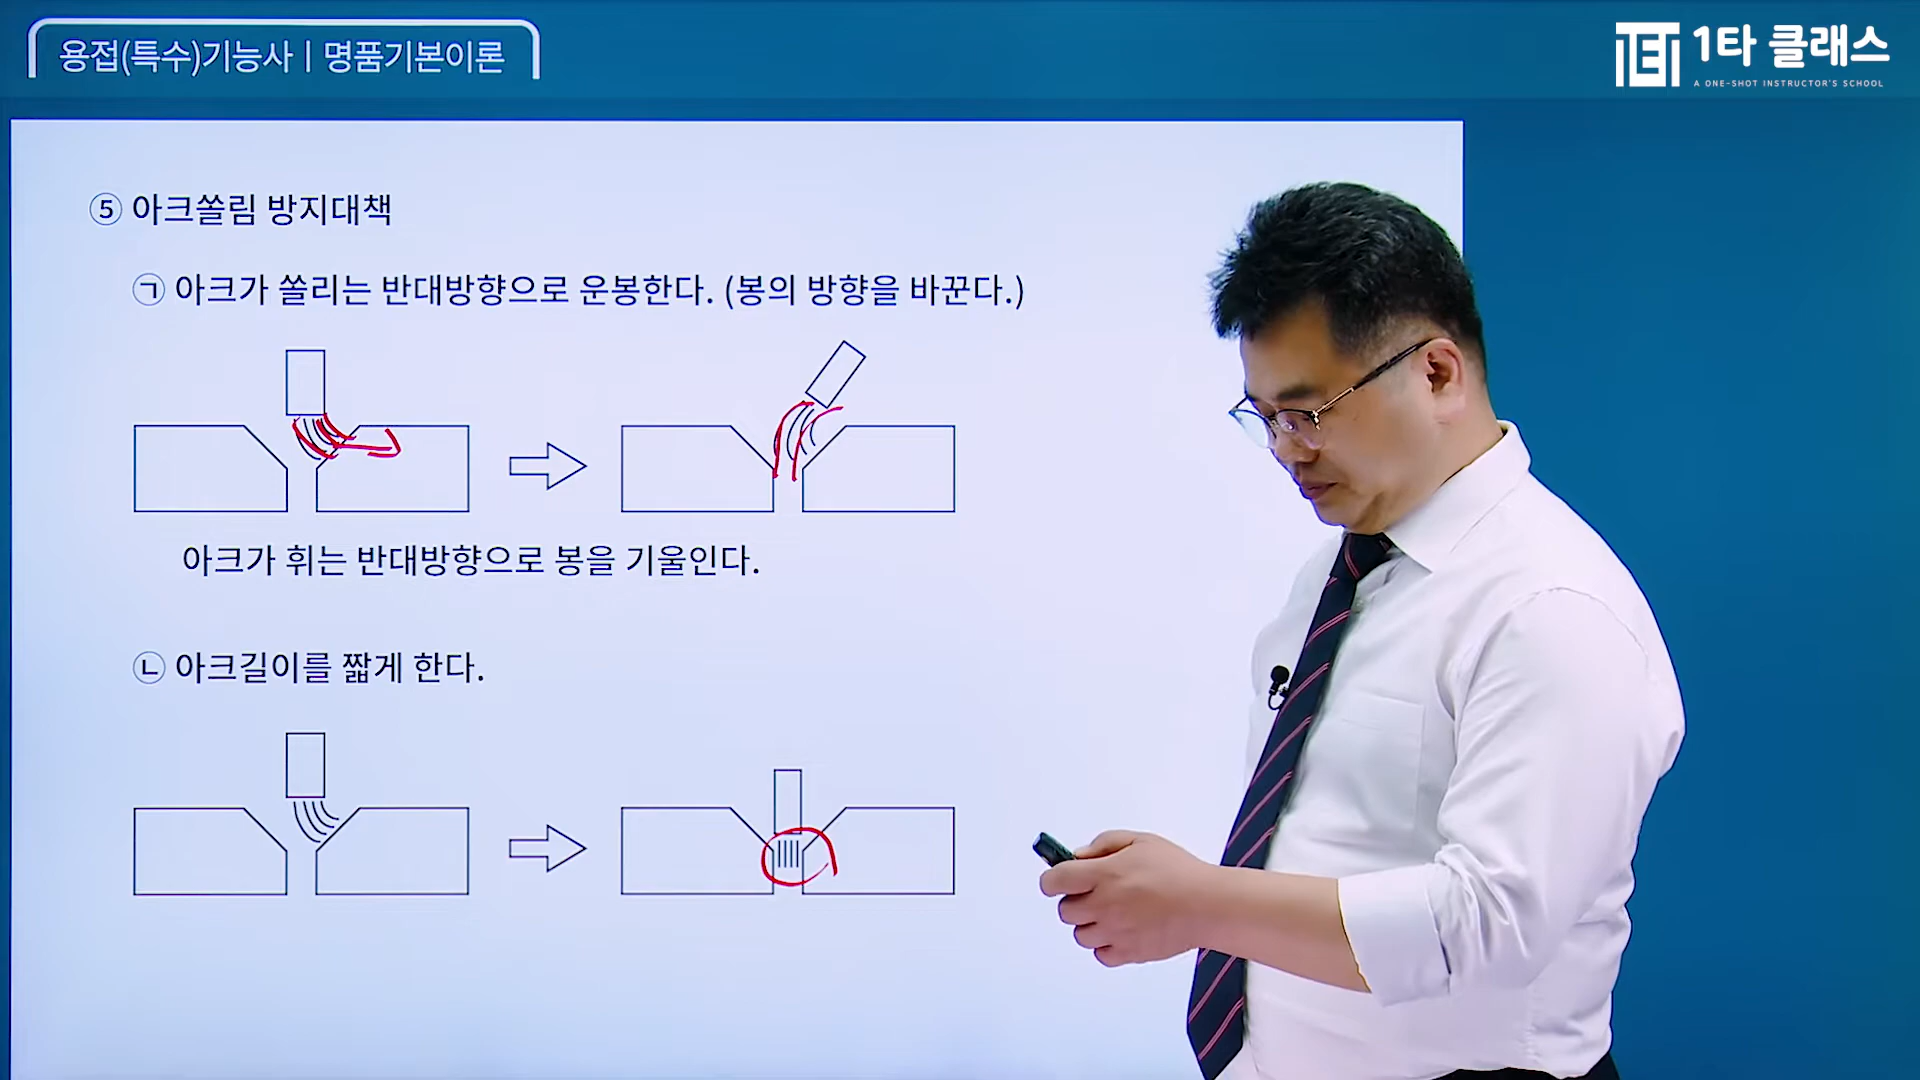 용접(특수)기능사 | 명품기본이론
1타 클래스
A ONE-SHOT INSTRUCTOR'S SCHOOL
⑤ 아크쏠림 방지대책
㉠ 아크가 쏠리는 반대방향으로 운봉한다. (봉의 방향을 바꾼다.)
아크가 휘는 반대방향으로 봉을 기울인다.
㉡ 아크길이를 짧게 한다.